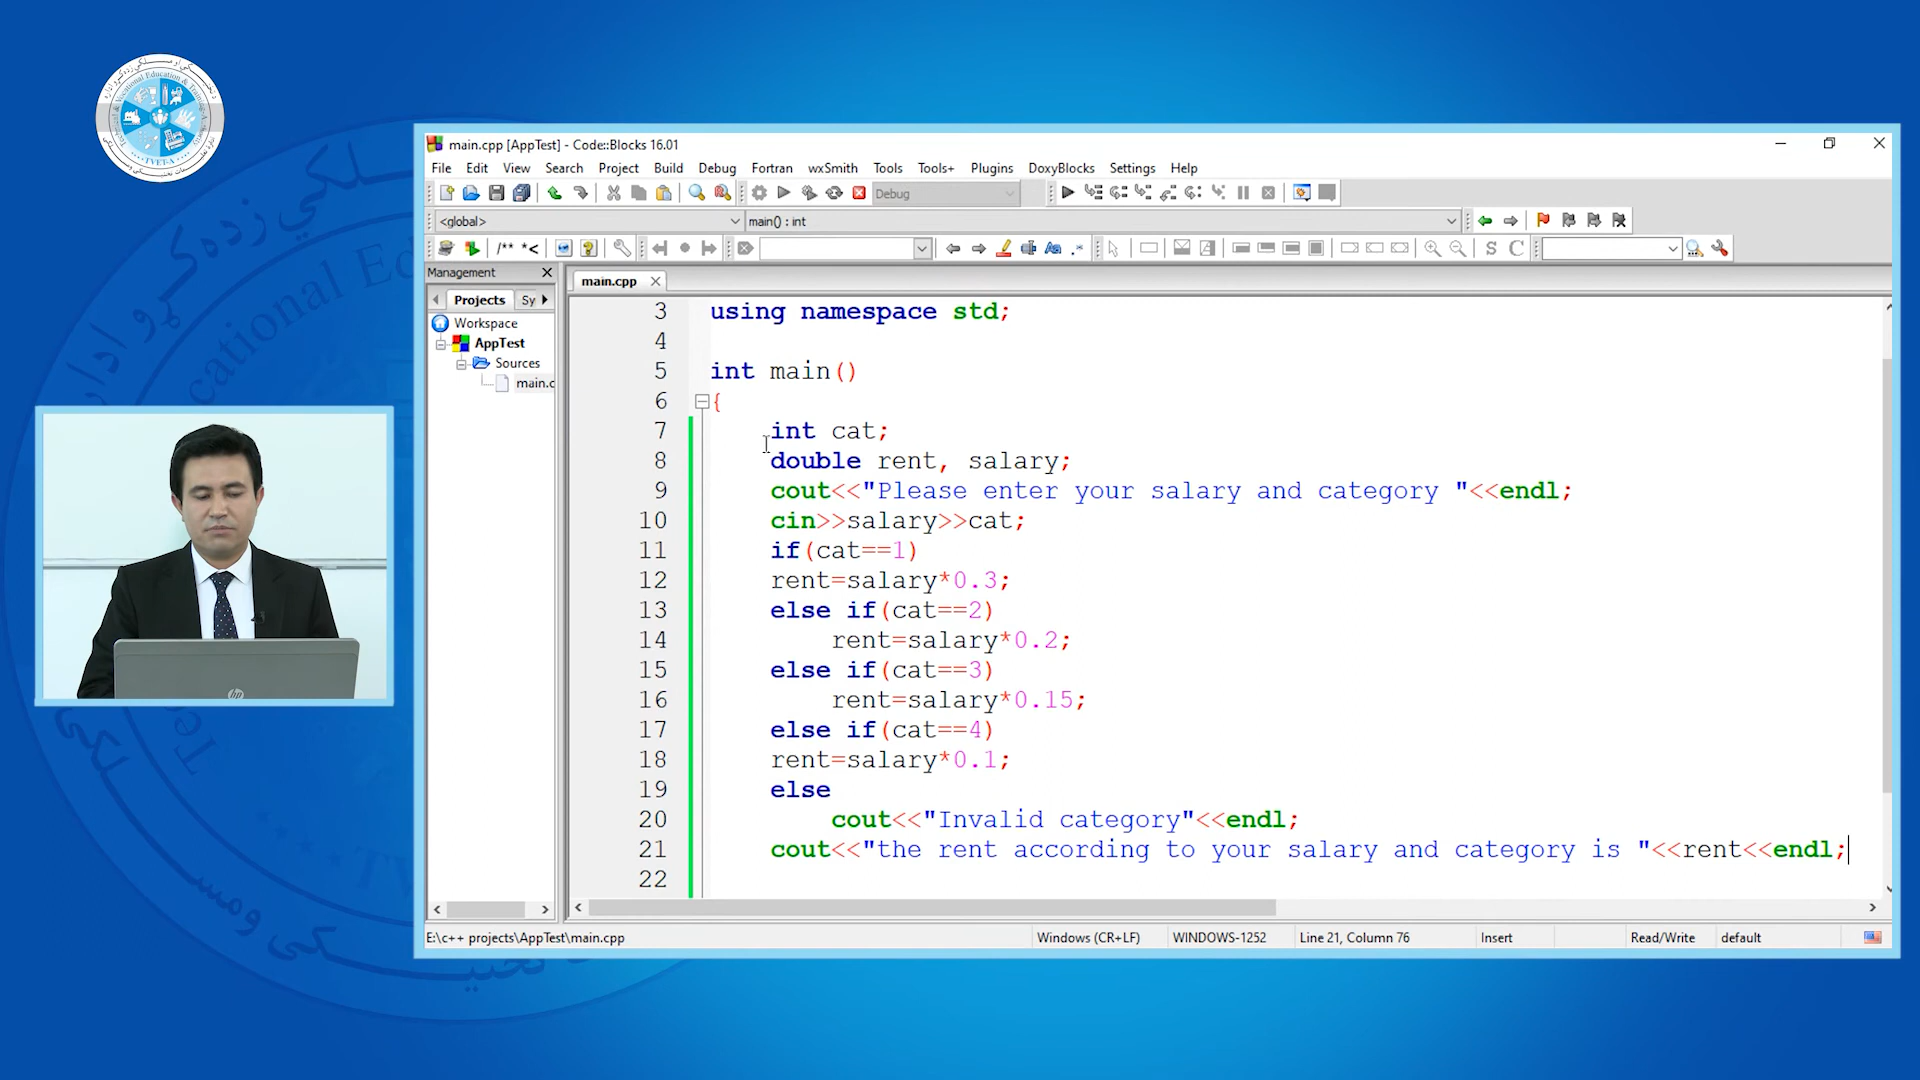 main.cpp [AppTest] - Code::Blocks 16.01
File Edit View Search Project Build Debug Fortran wxSmith Tools Tools+ Plugins DoxyBlocks Settings Help
Debug
<global>
main() : int
/** *<
S C
Management
Projects
Sy
Workspace
AppTest
Sources
main.c
main.cpp
3 using namespace std;
4
5 int main()
6 {
7 int cat;
8 double rent, salary;
9 cout<<"Please enter your salary and category "<<endl;
10 cin>>salary>>cat;
11 if(cat==1)
12 rent=salary*0.3;
13 else if(cat==2)
14 rent=salary*0.2;
15 else if(cat==3)
16 rent=salary*0.15;
17 else if(cat==4)
18 rent=salary*0.1;
19 else
20 cout<<"Invalid category"<<endl;
21 cout<<"the rent according to your salary and category is "<<rent<<endl;
22
E:\c++ projects\AppTest\main.cpp
Windows (CR+LF)
WINDOWS-1252
Line 21, Column 76
Insert
Read/Write
default
hp
TVET-A